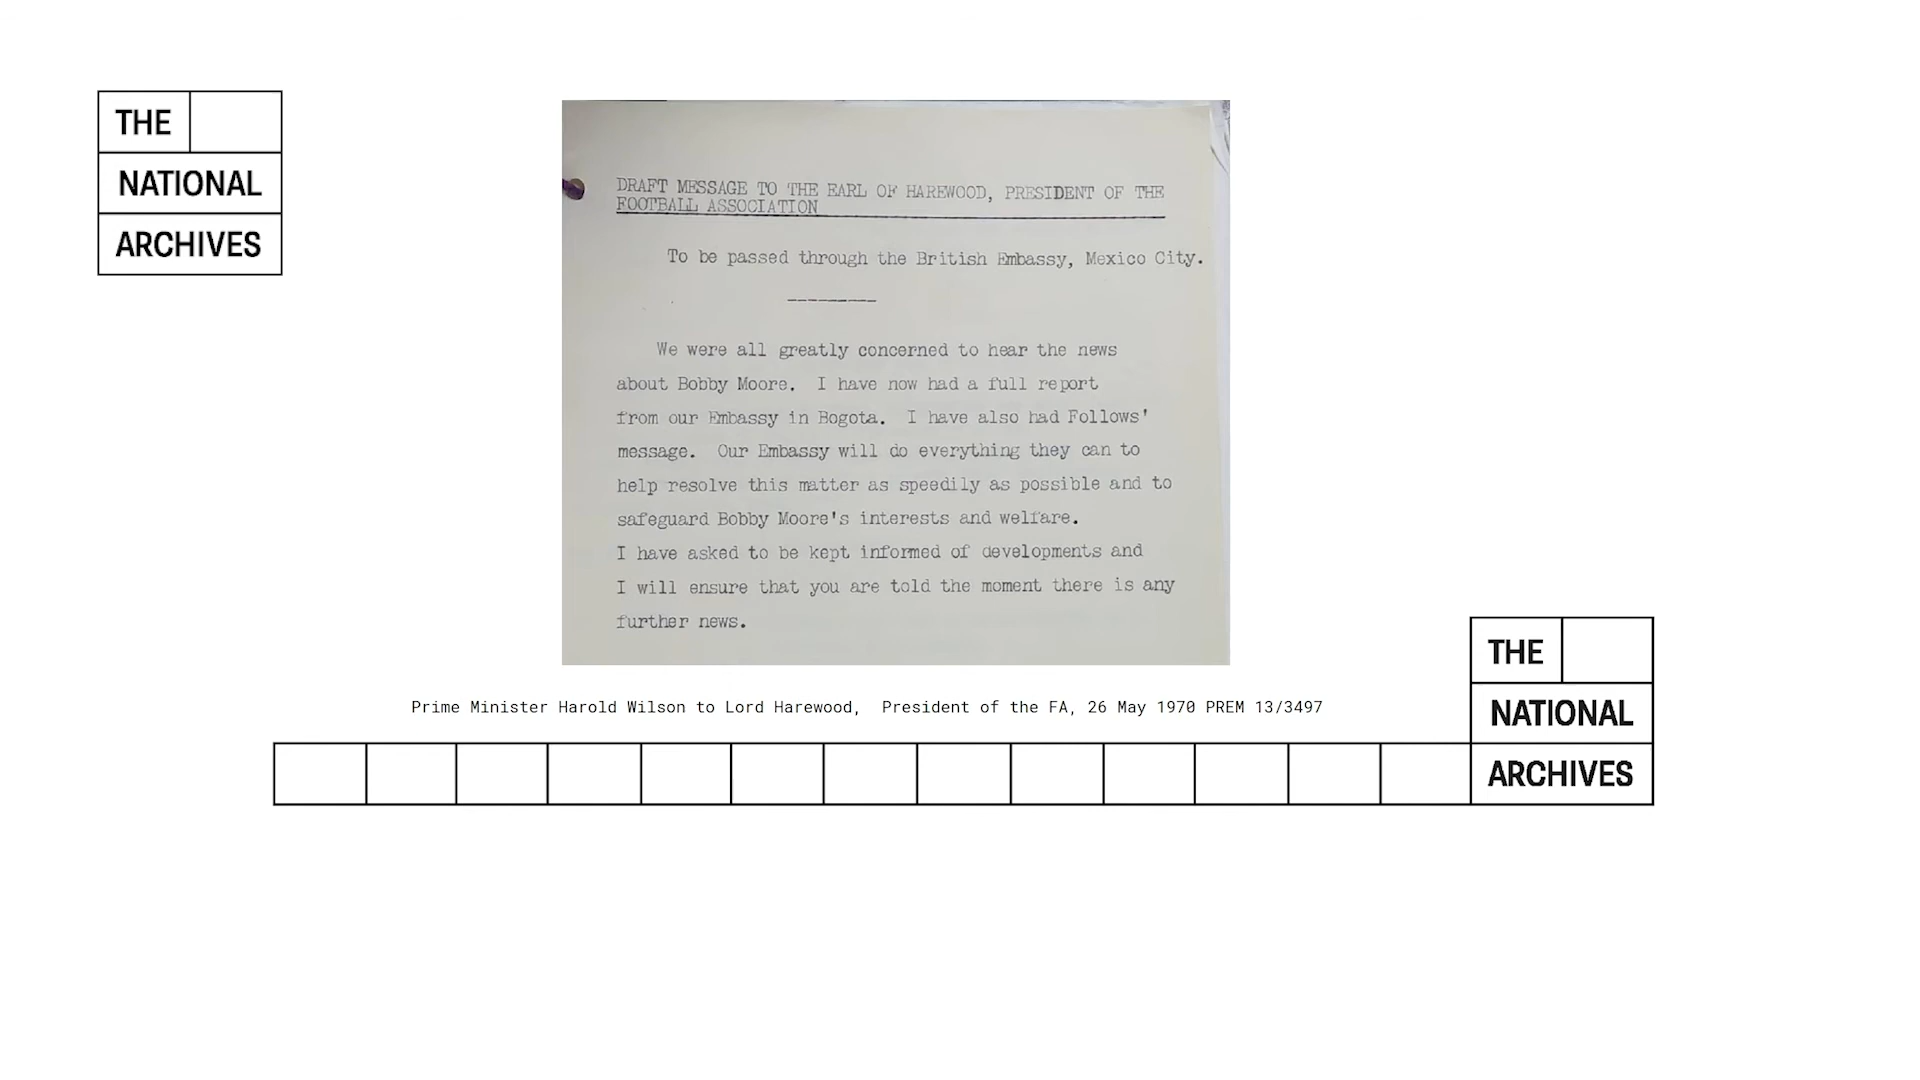 THE
NATIONAL
ARCHIVES
DRAFT MESSAGE TO THE EARL OF HAREWOOD, PRESIDENT OF THE
FOOTBALL ASSOCIATION
To be passed through the British Embassy, Mexico City.
---------
We were all greatly concerned to hear the news
about Bobby Moore. I have now had a full report
from our Embassy in Bogota. I have also had Follows'
message. Our Embassy will do everything they can to
help resolve this matter as speedily as possible and to
safeguard Bobby Moore's interests and welfare.
I have asked to be kept informed of developments and
I will ensure that you are told the moment there is any
further news.
Prime Minister Harold Wilson to Lord Harewood, President of the FA, 26 May 1970 PREM 13/3497
THE
NATIONAL
ARCHIVES